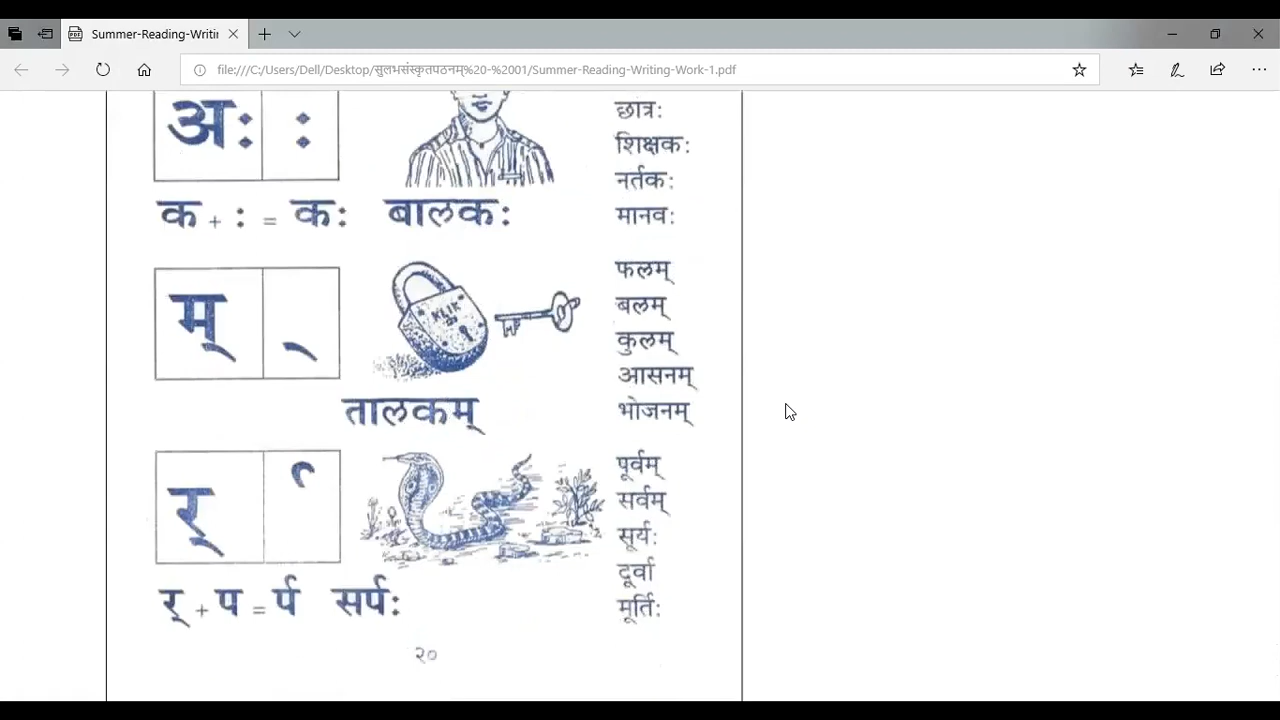 Summer-Reading-Writi
file:///C:/Users/Dell/Desktop/सुलभसंस्कृतपठनम्%20-%2001/Summer-Reading-Writing-Work-1.pdf
अः ः
छात्रः
शिक्षकः
नर्तकः
मानवः
क + ः = कः बालकः
म् ्
KLIK
तालकम्
फलम्
बलम्
कुलम्
आसनम्
भोजनम्
र्
र् + प = र्प सर्पः
पूर्वम्
सर्वम्
सूर्यः
दूर्वा
मूर्तिः
२०